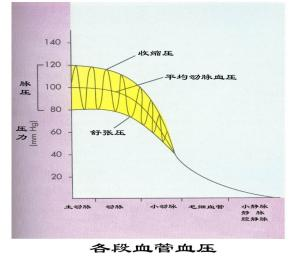 140
120
100
80
60
40
20
脉压
压力
(mm Hg)
收缩压
平均动脉血压
舒张压
主动脉
动脉
小动脉
毛细血管
小静脉
静 脉
腔静脉
各段血管血压